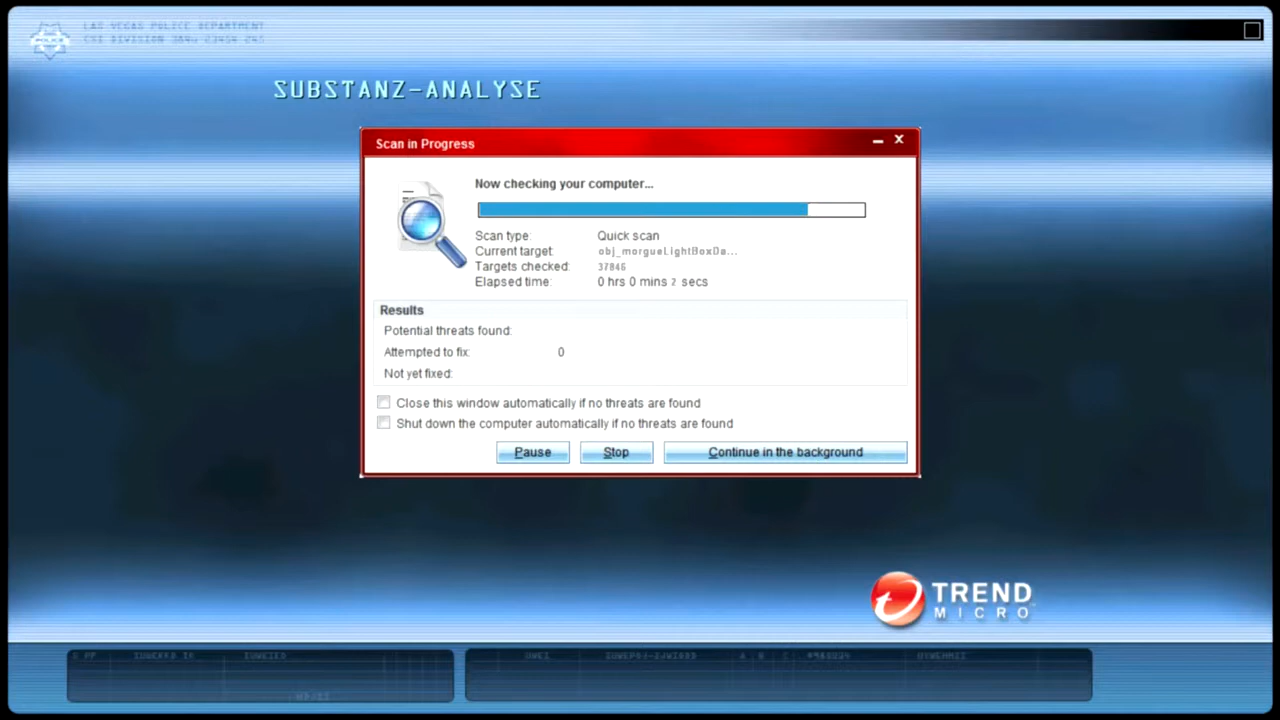 LAS VEGAS POLICE DEPARTMENT
POLICE
SUBSTANZ-ANALYSE
Scan in Progress
Now checking your computer...
Scan type: Quick scan
Current target: obj_morgueLightBoxDa...
Targets checked: 37846
Elapsed time: 0 hrs 0 mins 2 secs
Results
Potential threats found:
Attempted to fix: 0
Not yet fixed:
Close this window automatically if no threats are found
Shut down the computer automatically if no threats are found
Pause Stop Continue in the background
TREND
MICRO